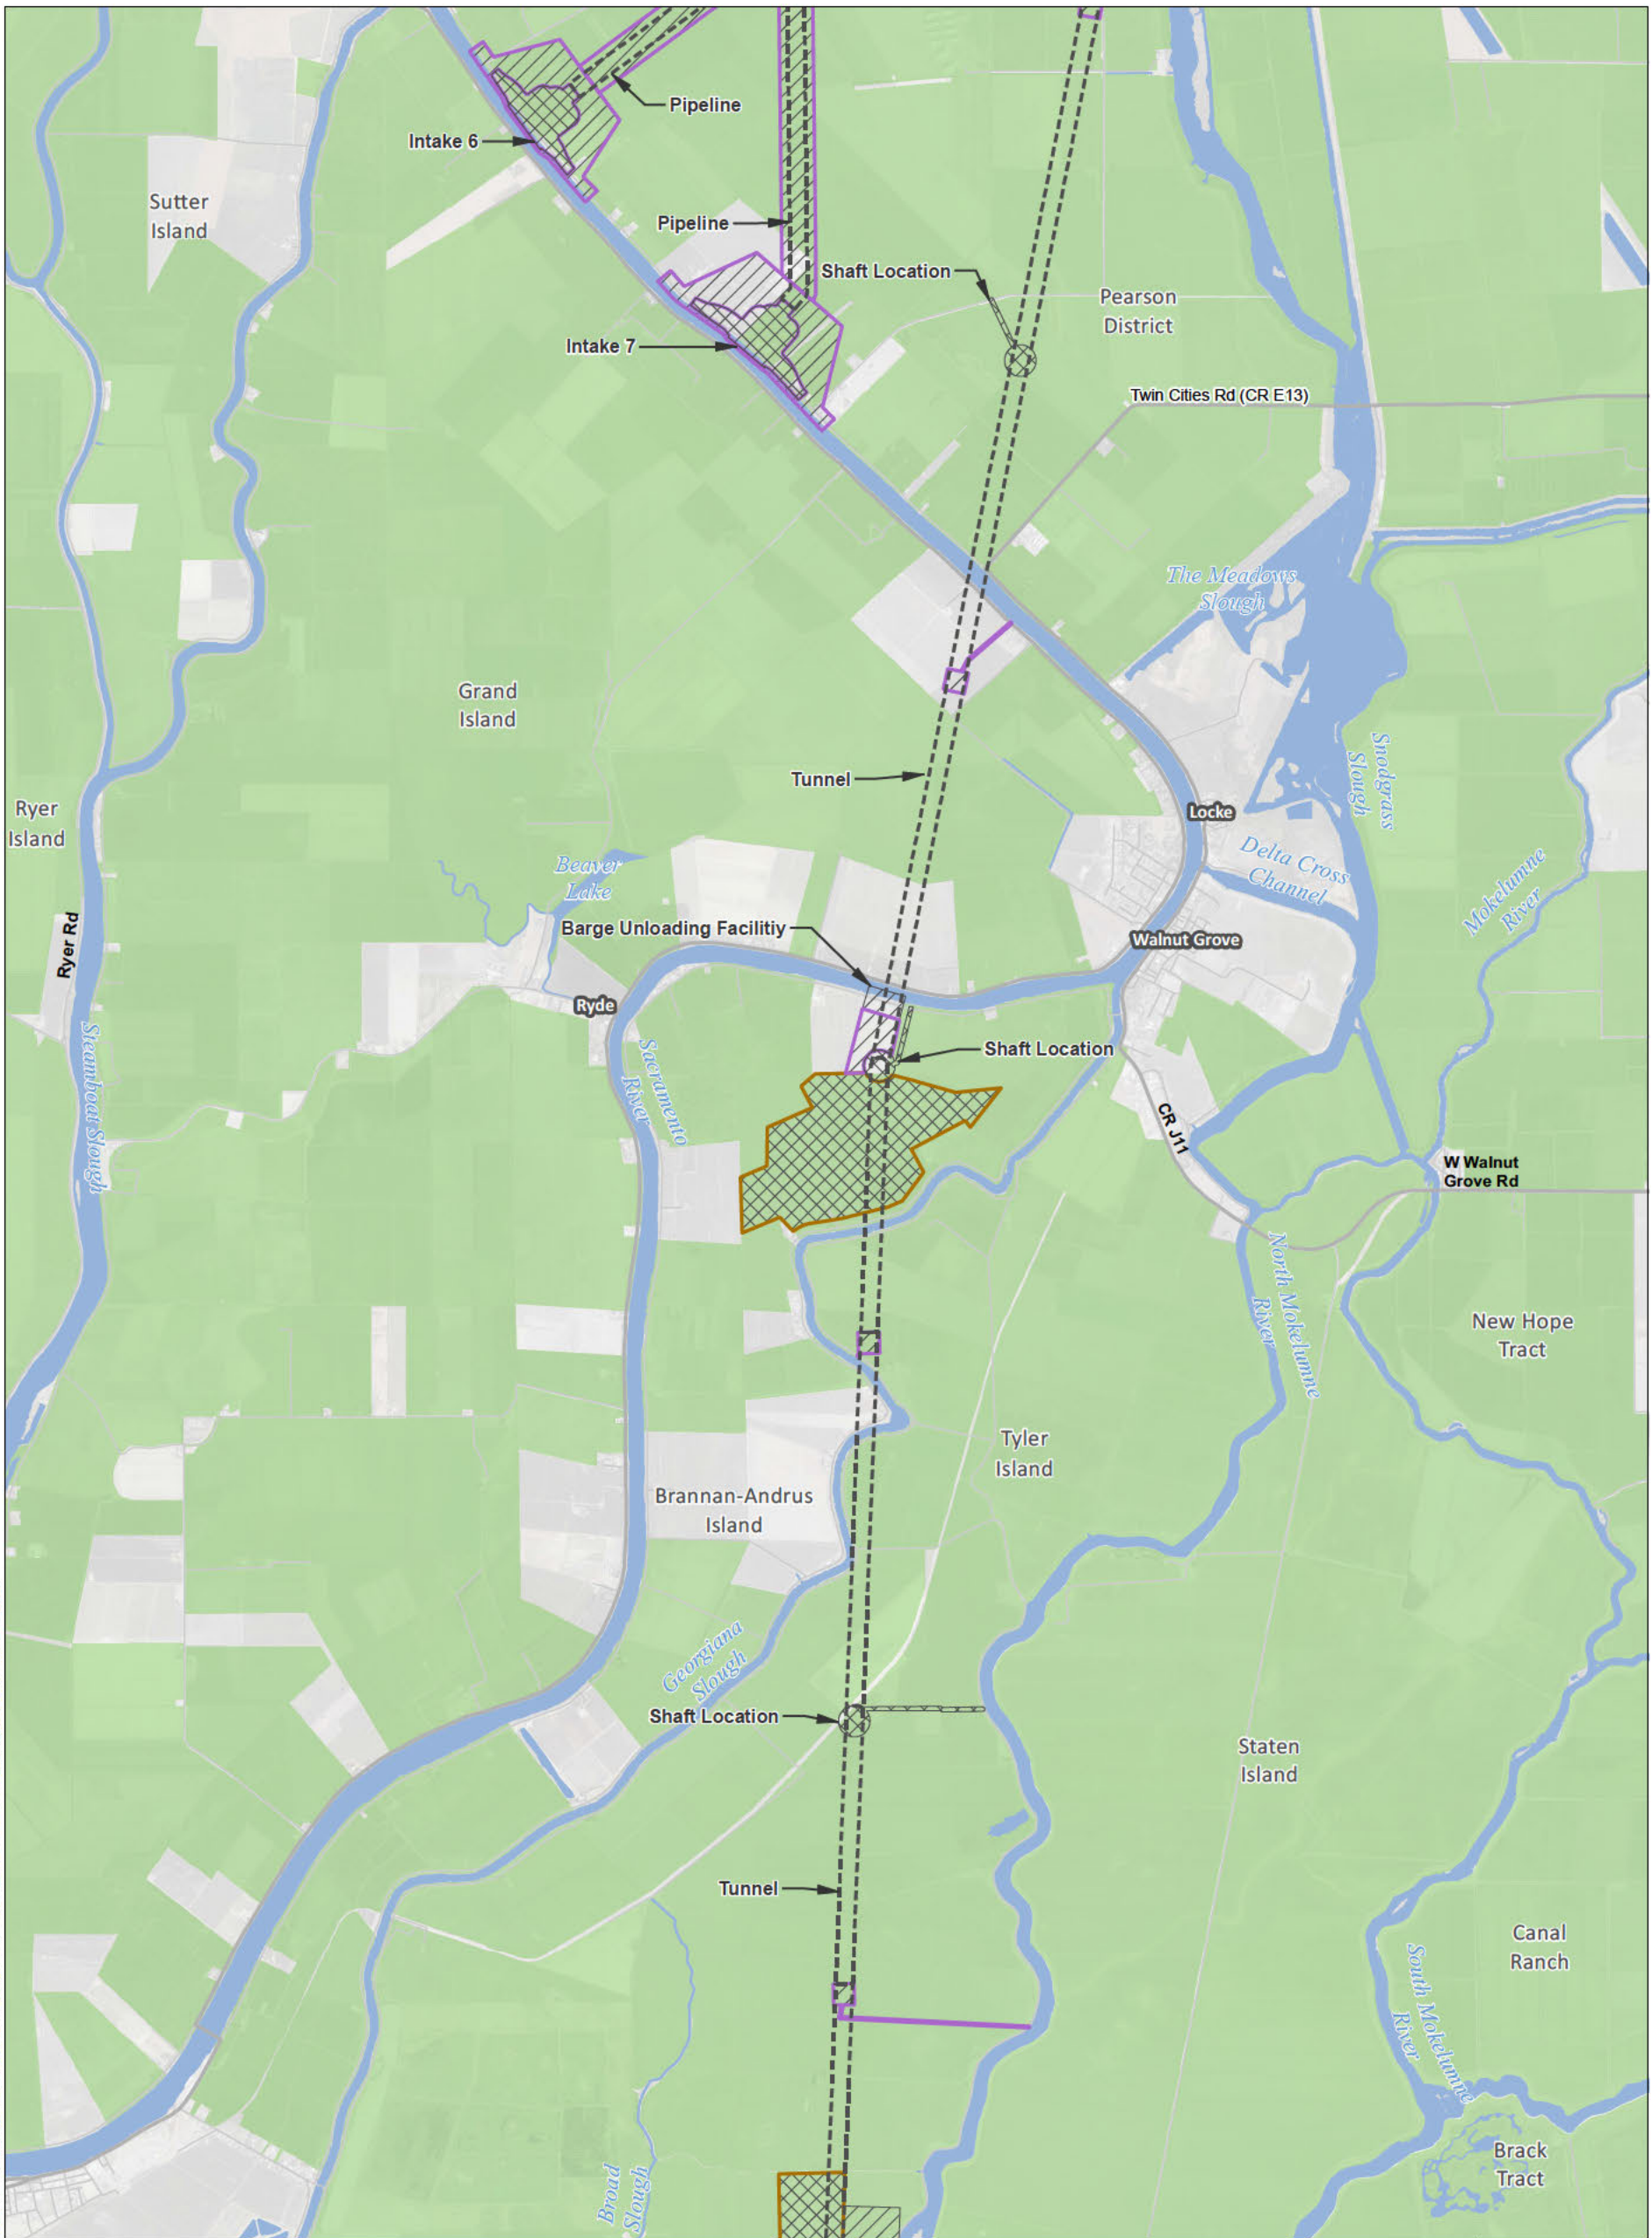 Pipeline
Intake 6
Sutter
Island
Pipeline
Shaft Location
Pearson
District
Intake 7
Twin Cities Rd (CR E13)
The Meadows
Slough
Grand
Island
Snodgrass
Slough
Tunnel
Ryer
Island
Locke
Delta Cross
Channel
Beaver
Lake
Mokelumne
River
Barge Unloading Facilitiy
Walnut Grove
Ryer Rd
Ryde
Shaft Location
Steamboat Slough
Sacramento
River
CR J11
W Walnut
Grove Rd
North Mokelumne
River
New Hope
Tract
Tyler
Island
Brannan-Andrus
Island
Georgiana
Slough
Shaft Location
Staten
Island
Tunnel
Canal
Ranch
South Mokelumne
River
Brack
Tract
Broad
Slough